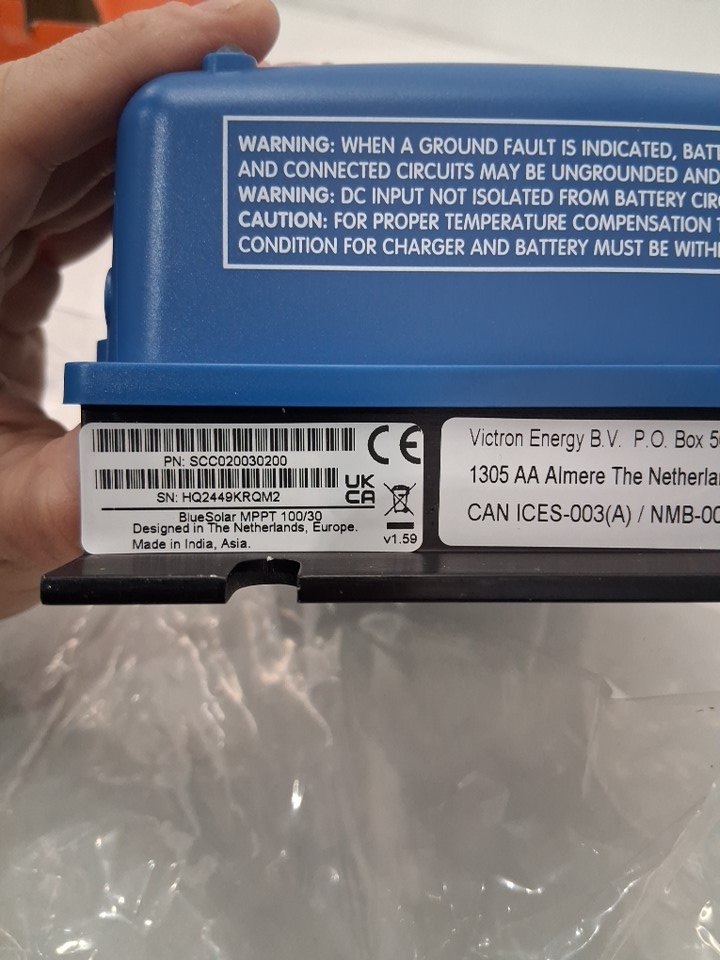 WARNING: WHEN A GROUND FAULT IS INDICATED,
AND CONNECTED CIRCUITS MAY BE UNGROUNDED AND
WARNING: DC INPUT NOT ISOLATED FROM BATTERY
CAUTION: FOR PROPER TEMPERATURE COMPENSATION
CONDITION FOR CHARGER AND BATTERY MUST BE
PN: SCC020030200
SN: HQ2449KRQM2
BlueSolar MPPT 100/30
Designed in The Netherlands, Europe.
Made in India, Asia.
CE
UK
CA
v1.59
Victron Energy B.V. P.O. Box
1305 AA Almere The
CAN ICES-003(A) /